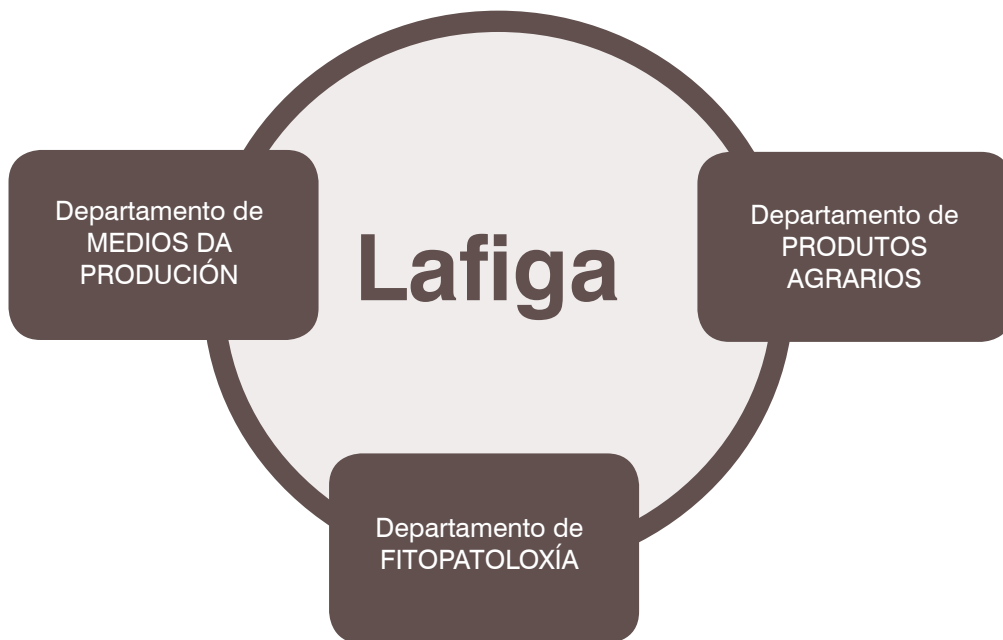 Departamento de
MEDIOS DA
PRODUCIÓN
Lafiga
Departamento de
PRODUTOS
AGRARIOS
Departamento de
FITOPATOLOXÍA